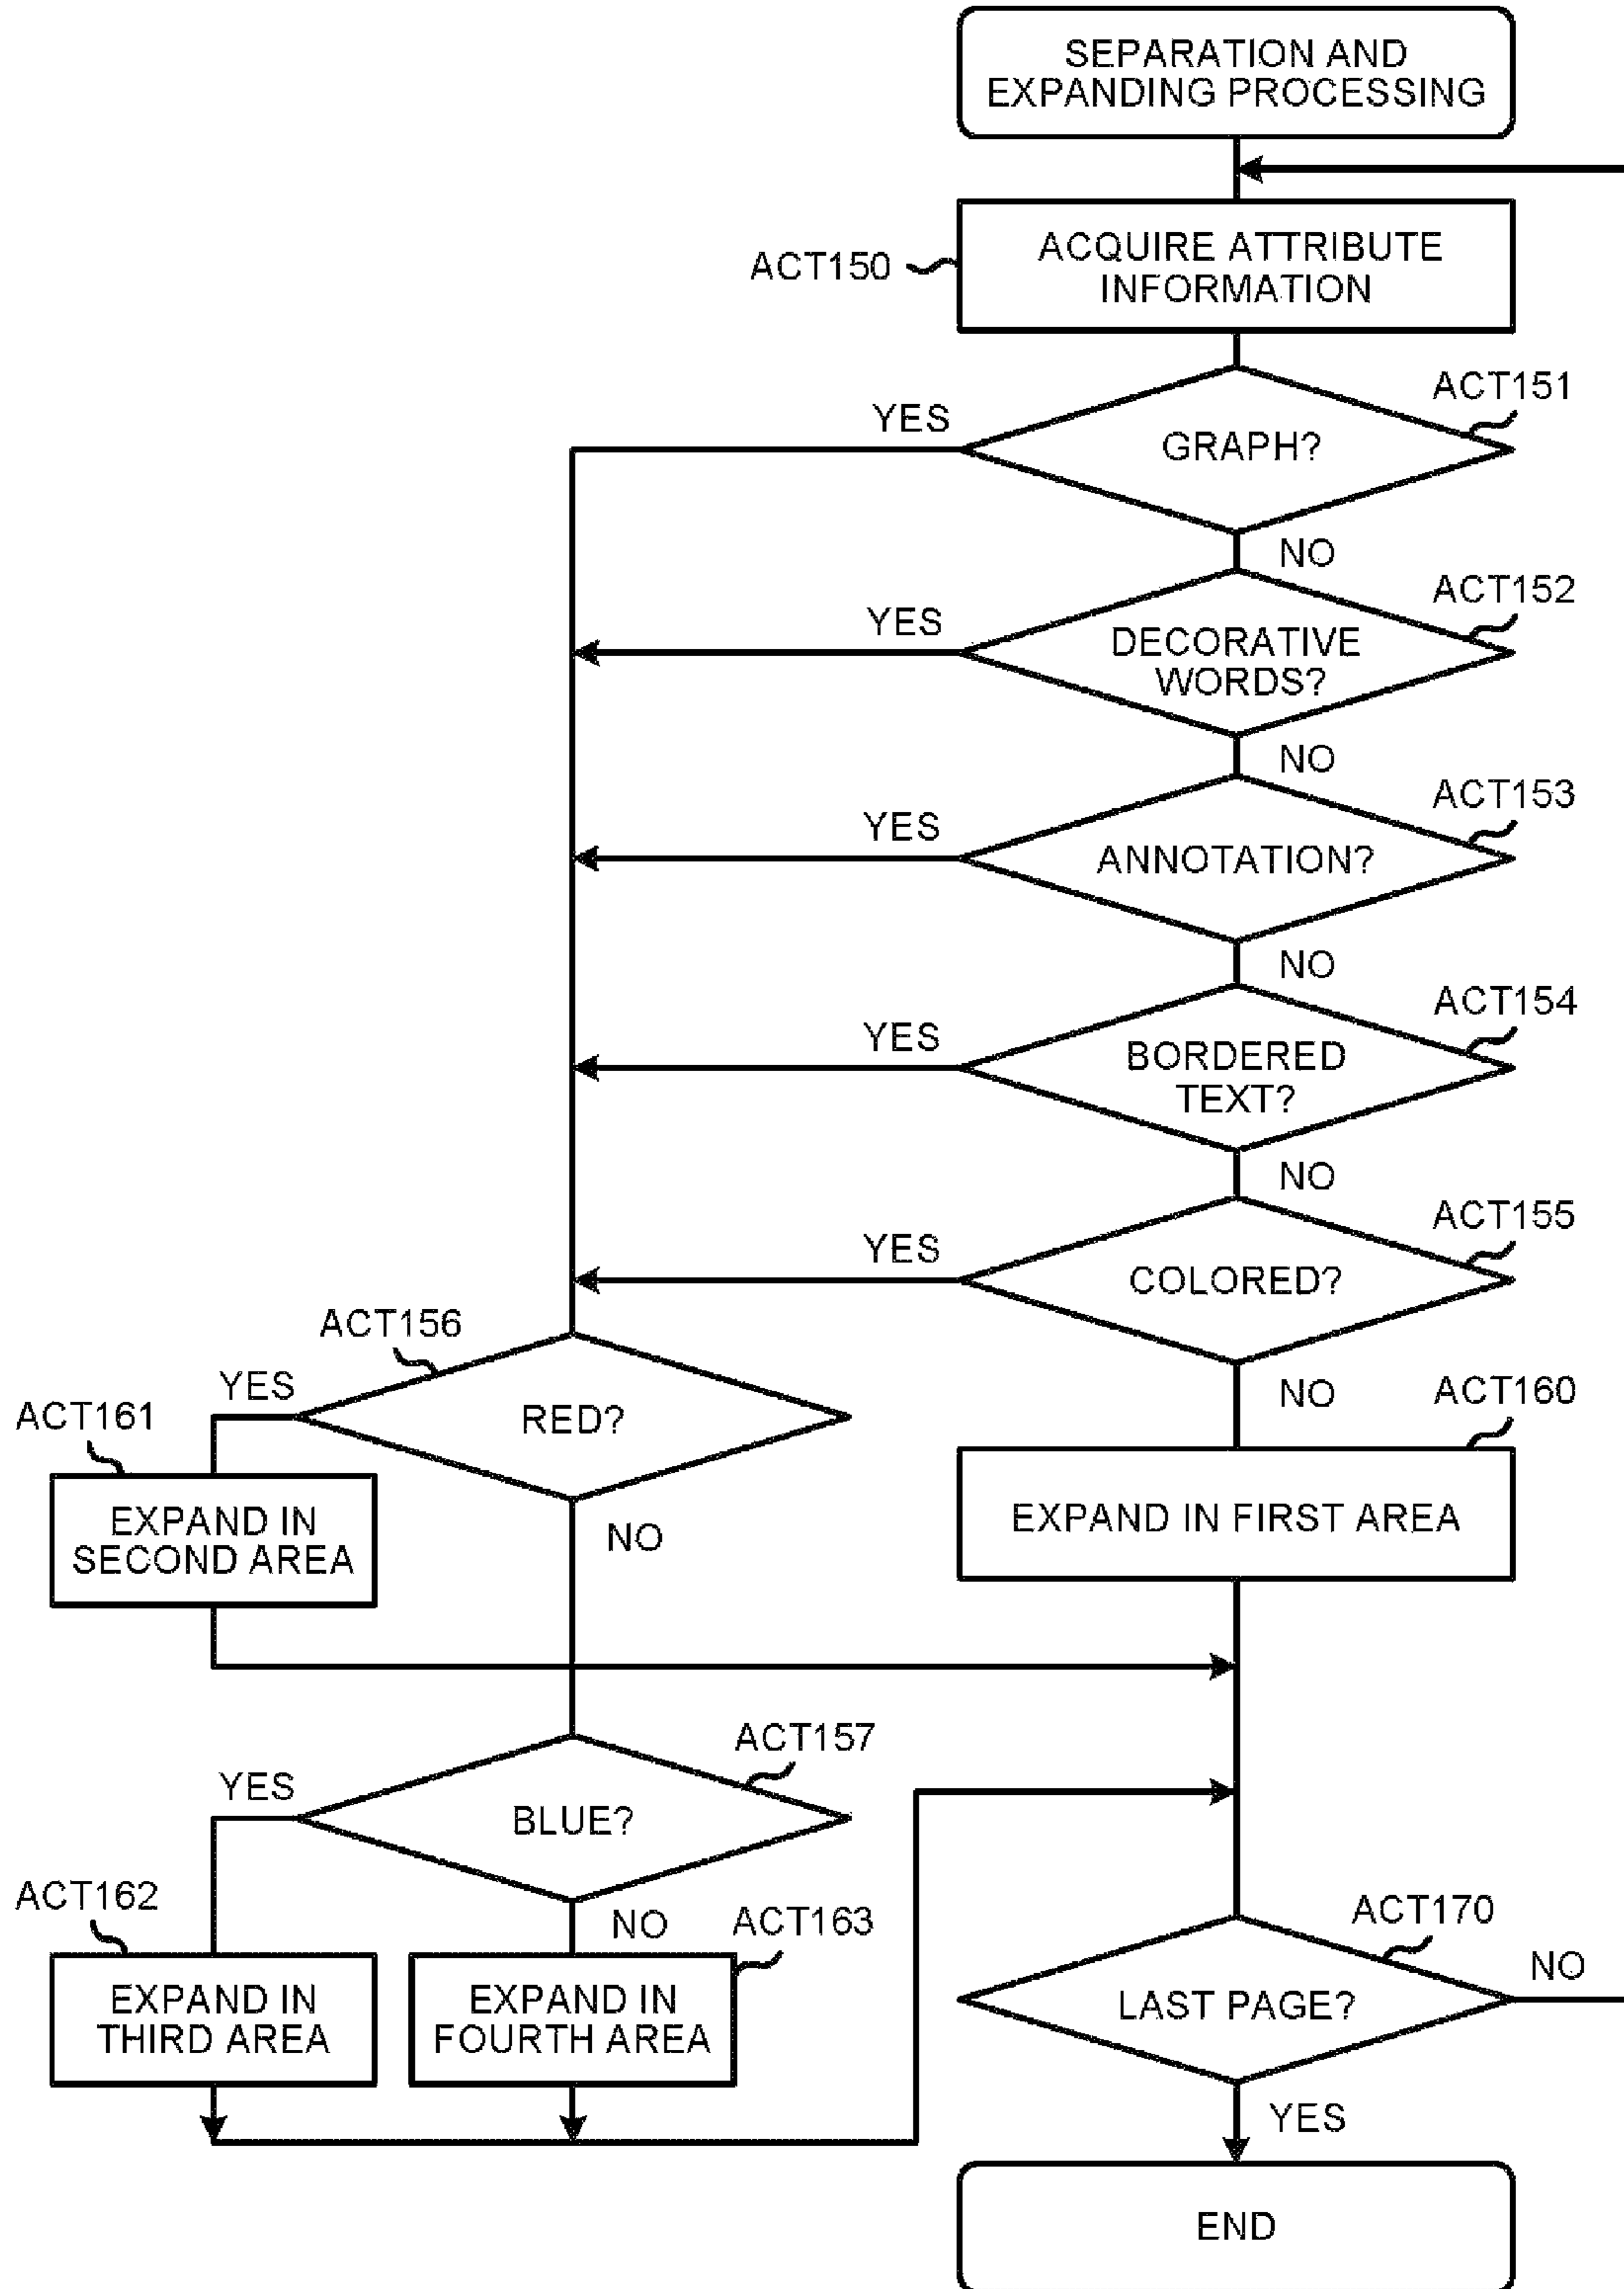 SEPARATION AND
EXPANDING PROCESSING
ACT150
ACQUIRE ATTRIBUTE
INFORMATION
ACT151
YES
GRAPH?
NO
ACT152
YES
DECORATIVE
WORDS?
NO
ACT153
YES
ANNOTATION?
NO
ACT154
YES
BORDERED
TEXT?
NO
ACT155
YES
COLORED?
NO
ACT156
YES
RED?
NO
ACT160
EXPAND IN FIRST AREA
ACT161
EXPAND IN
SECOND AREA
ACT157
YES
BLUE?
NO
ACT162
EXPAND IN
THIRD AREA
ACT163
EXPAND IN
FOURTH AREA
ACT170
LAST PAGE?
NO
YES
END